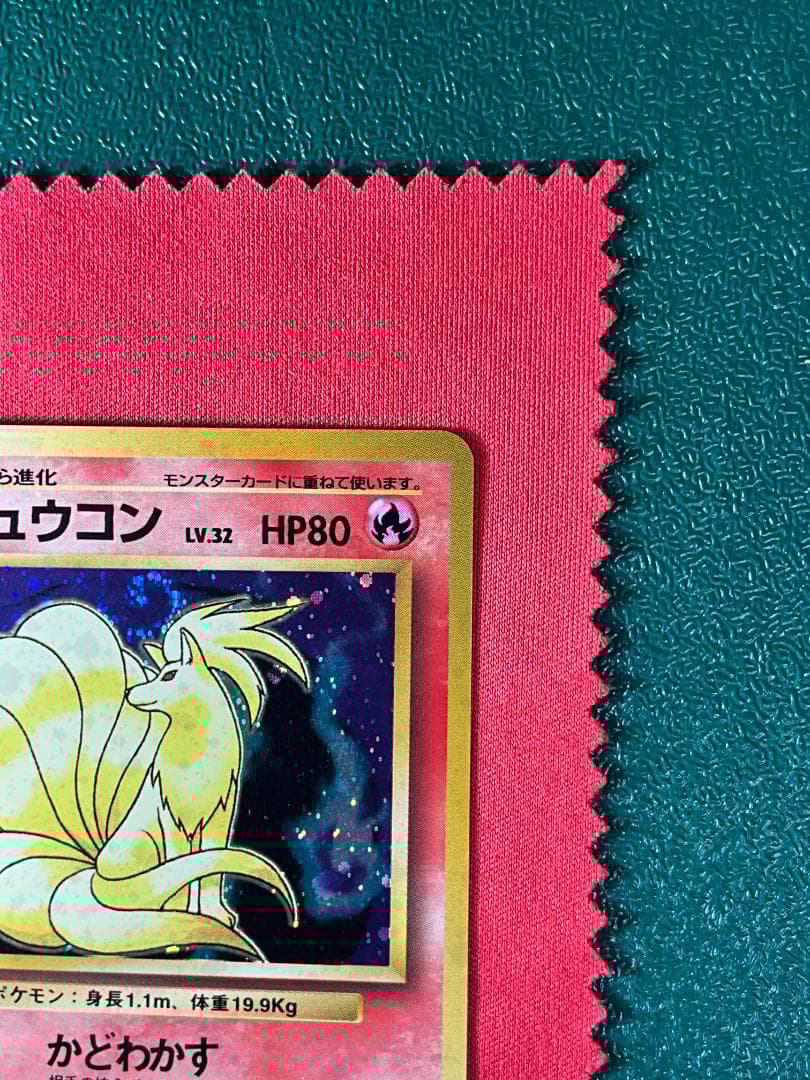 ら進化
モンスターカードに重ねて使います。
ュウコン LV.32 HP80
ポケモン：身長1.1m、体重19.9Kg
かどわかす